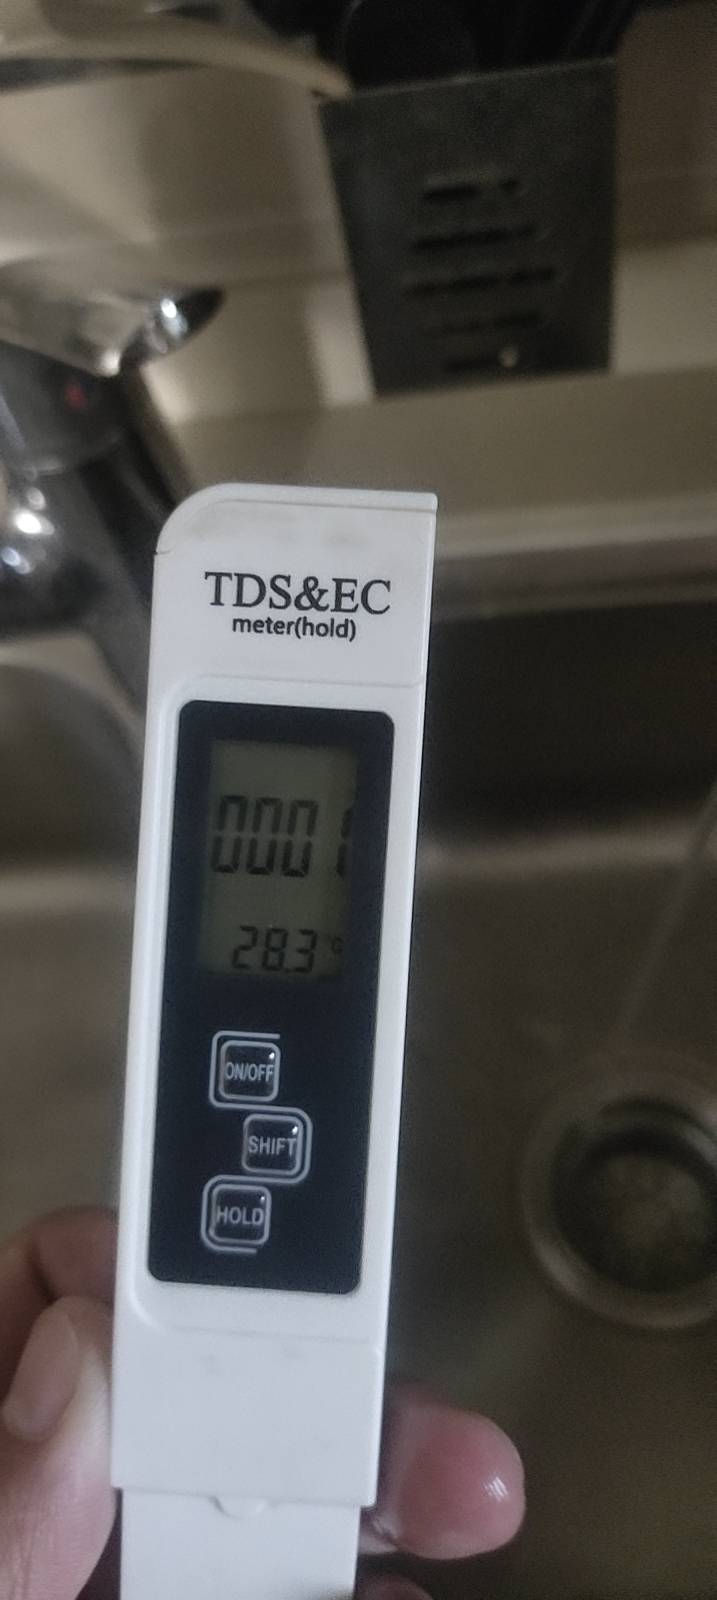 TDS&EC
meter(hold)
0001
28.3 °C
ON/OFF
SHIFT
HOLD